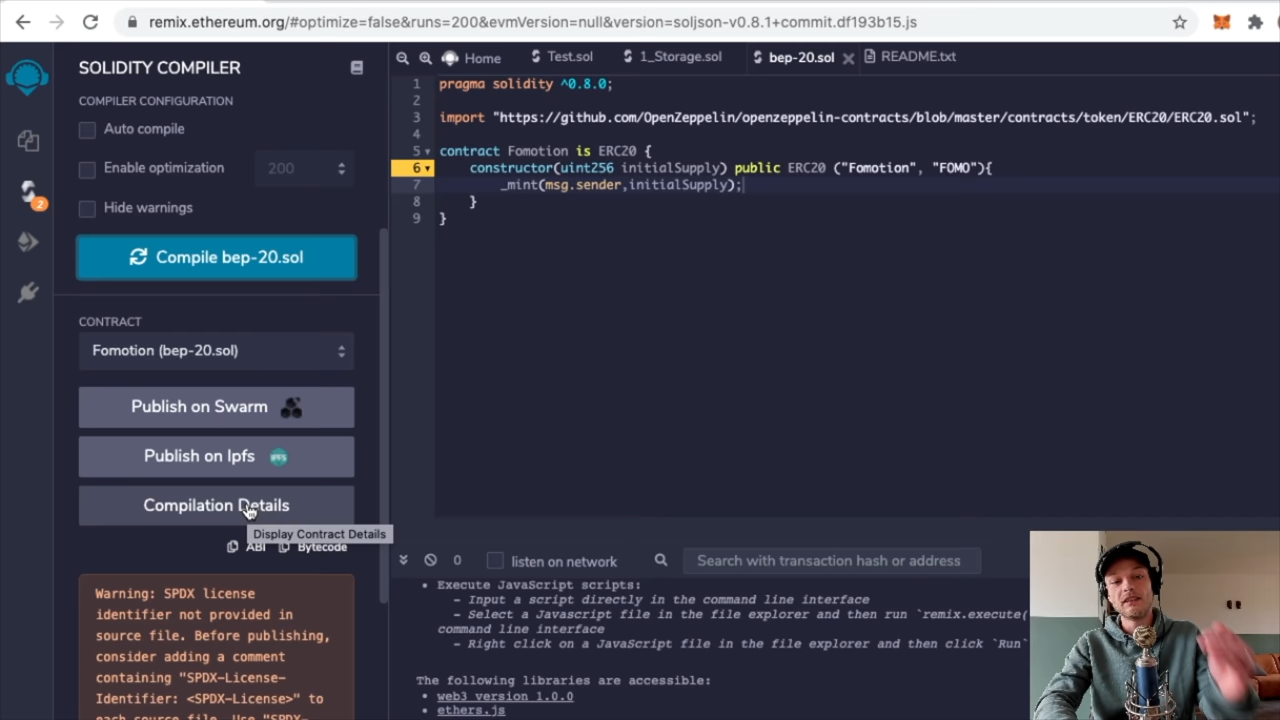 remix.ethereum.org/#optimize=false&runs=200&evmVersion=null&version=soljson-v0.8.1+commit.df193b15.js
SOLIDITY COMPILER
COMPILER CONFIGURATION
Auto compile
Enable optimization 200
Hide warnings
Compile bep-20.sol
2
CONTRACT
Fomotion (bep-20.sol)
Publish on Swarm
Publish on Ipfs
IPFS
Compilation Details
Display Contract Details
ABI Bytecode
Warning: SPDX license
identifier not provided in
source file. Before publishing,
consider adding a comment
containing "SPDX-License-
Identifier: <SPDX-License>" to
each source file. Use "SPDX-
Home Test.sol 1_Storage.sol bep-20.sol README.txt
1 pragma solidity ^0.8.0;
2
3 import "https://github.com/OpenZeppelin/openzeppelin-contracts/blob/master/contracts/token/ERC20/ERC20.sol";
4
5 contract Fomotion is ERC20 {
6 constructor(uint256 initialSupply) public ERC20 ("Fomotion", "FOMO"){
7 _mint(msg.sender,initialSupply);
8 }
9 }
0 listen on network Search with transaction hash or address
• Execute JavaScript scripts:
- Input a script directly in the command line interface
- Select a Javascript file in the file explorer and then run `remix.execute(
command line interface
- Right click on a JavaScript file in the file explorer and then click `Run`
The following libraries are accessible:
• web3 version 1.0.0
• ethers.js